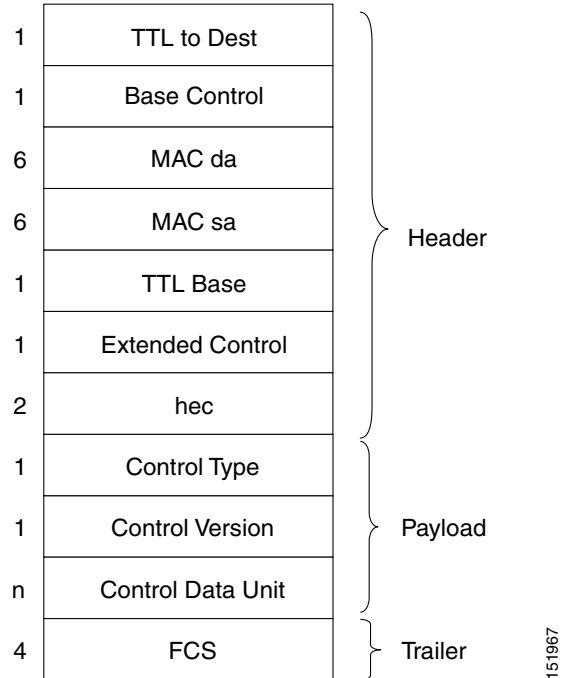 1 TTL to Dest
1 Base Control
6 MAC da
6 MAC sa
Header
1 TTL Base
1 Extended Control
2 hec
1 Control Type
1 Control Version
Payload
n Control Data Unit
4 FCS
Trailer
151967